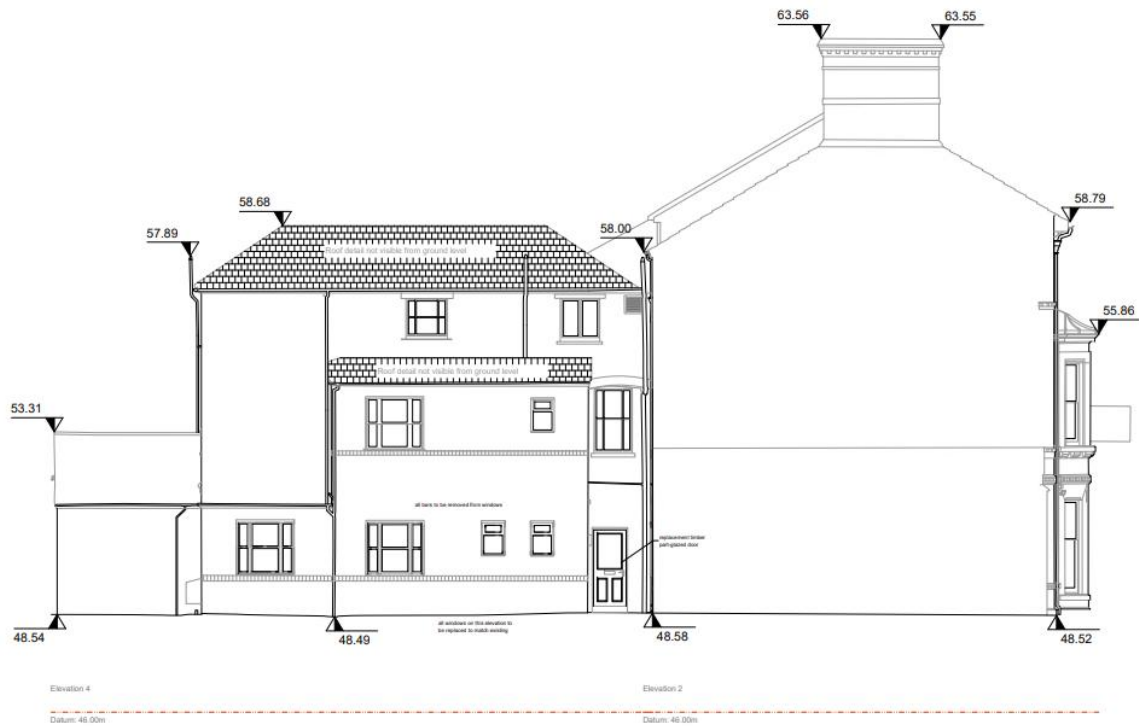 63.56
63.55
58.68
58.79
57.89
58.00
Roof detail not visible from ground level
55.86
Roof detail not visible from ground level
53.31
all bars to be removed from windows
replacement timber
part-glazed door
48.54
48.49
all windows on this elevation to
be replaced to match existing
48.58
48.52
Elevation 4
Elevation 2
Datum: 46.00m
Datum: 46.00m